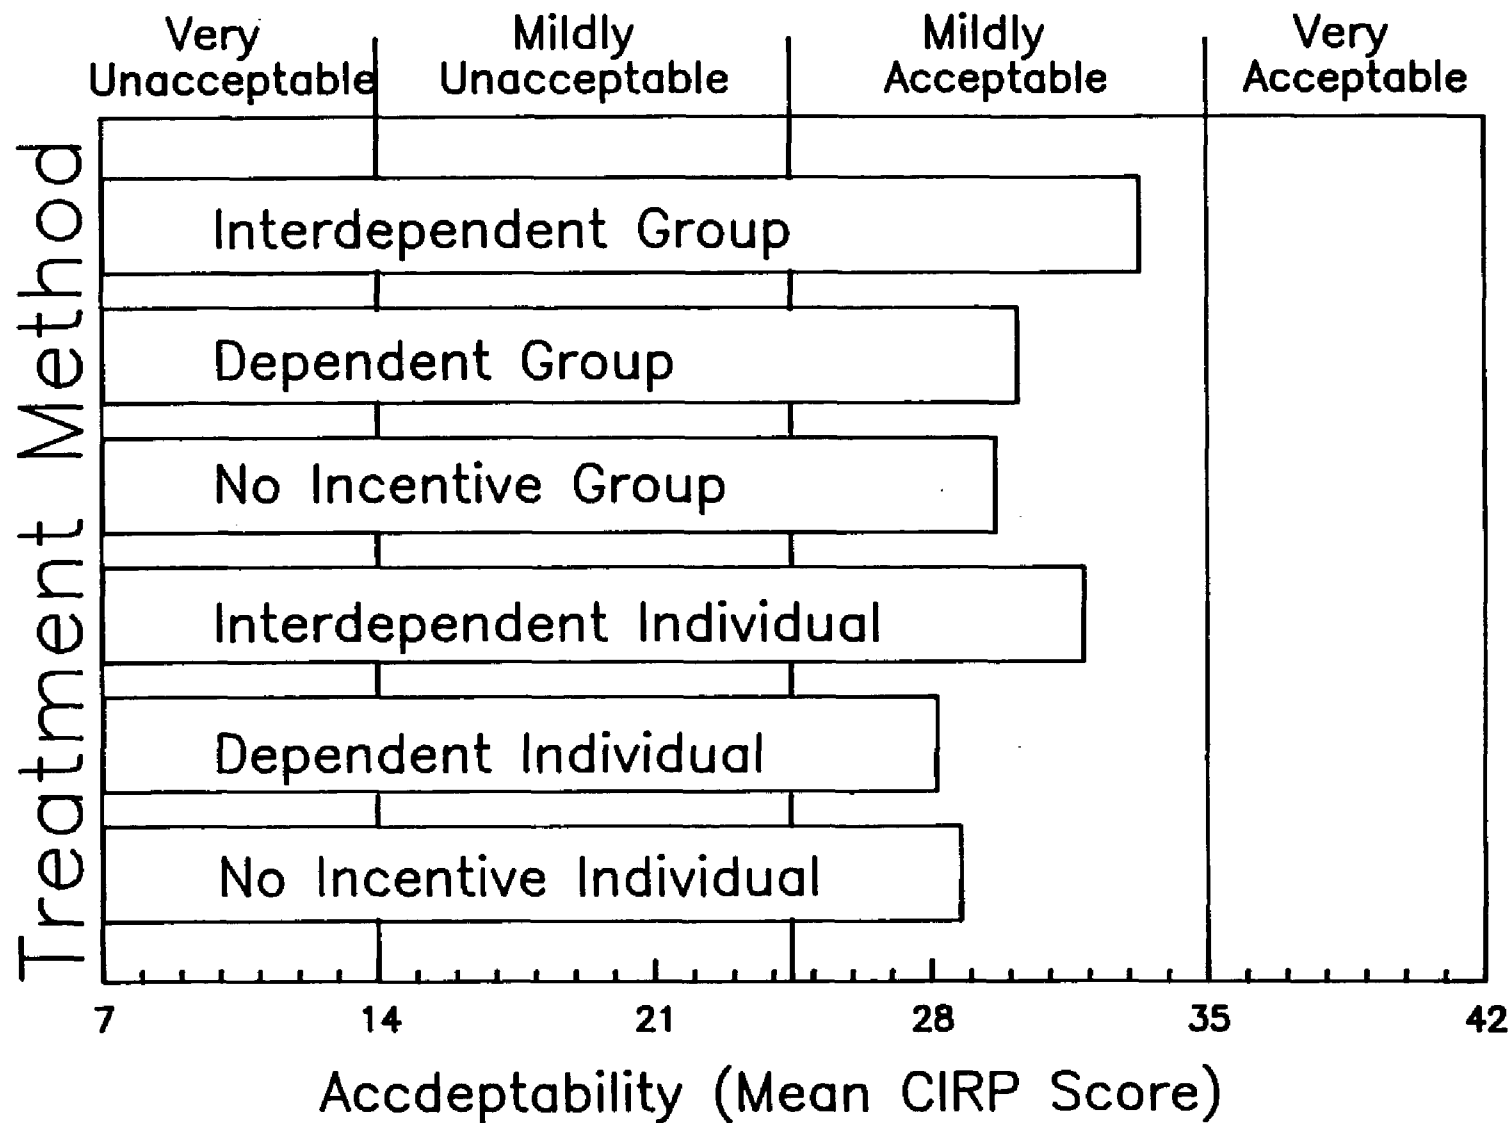 Very
Unacceptable
Mildly
Unacceptable
Mildly
Acceptable
Very
Acceptable
Treatment Method
Interdependent Group
Dependent Group
No Incentive Group
Interdependent Individual
Dependent Individual
No Incentive Individual
7 14 21 28 35 42
Accdeptability (Mean CIRP Score)